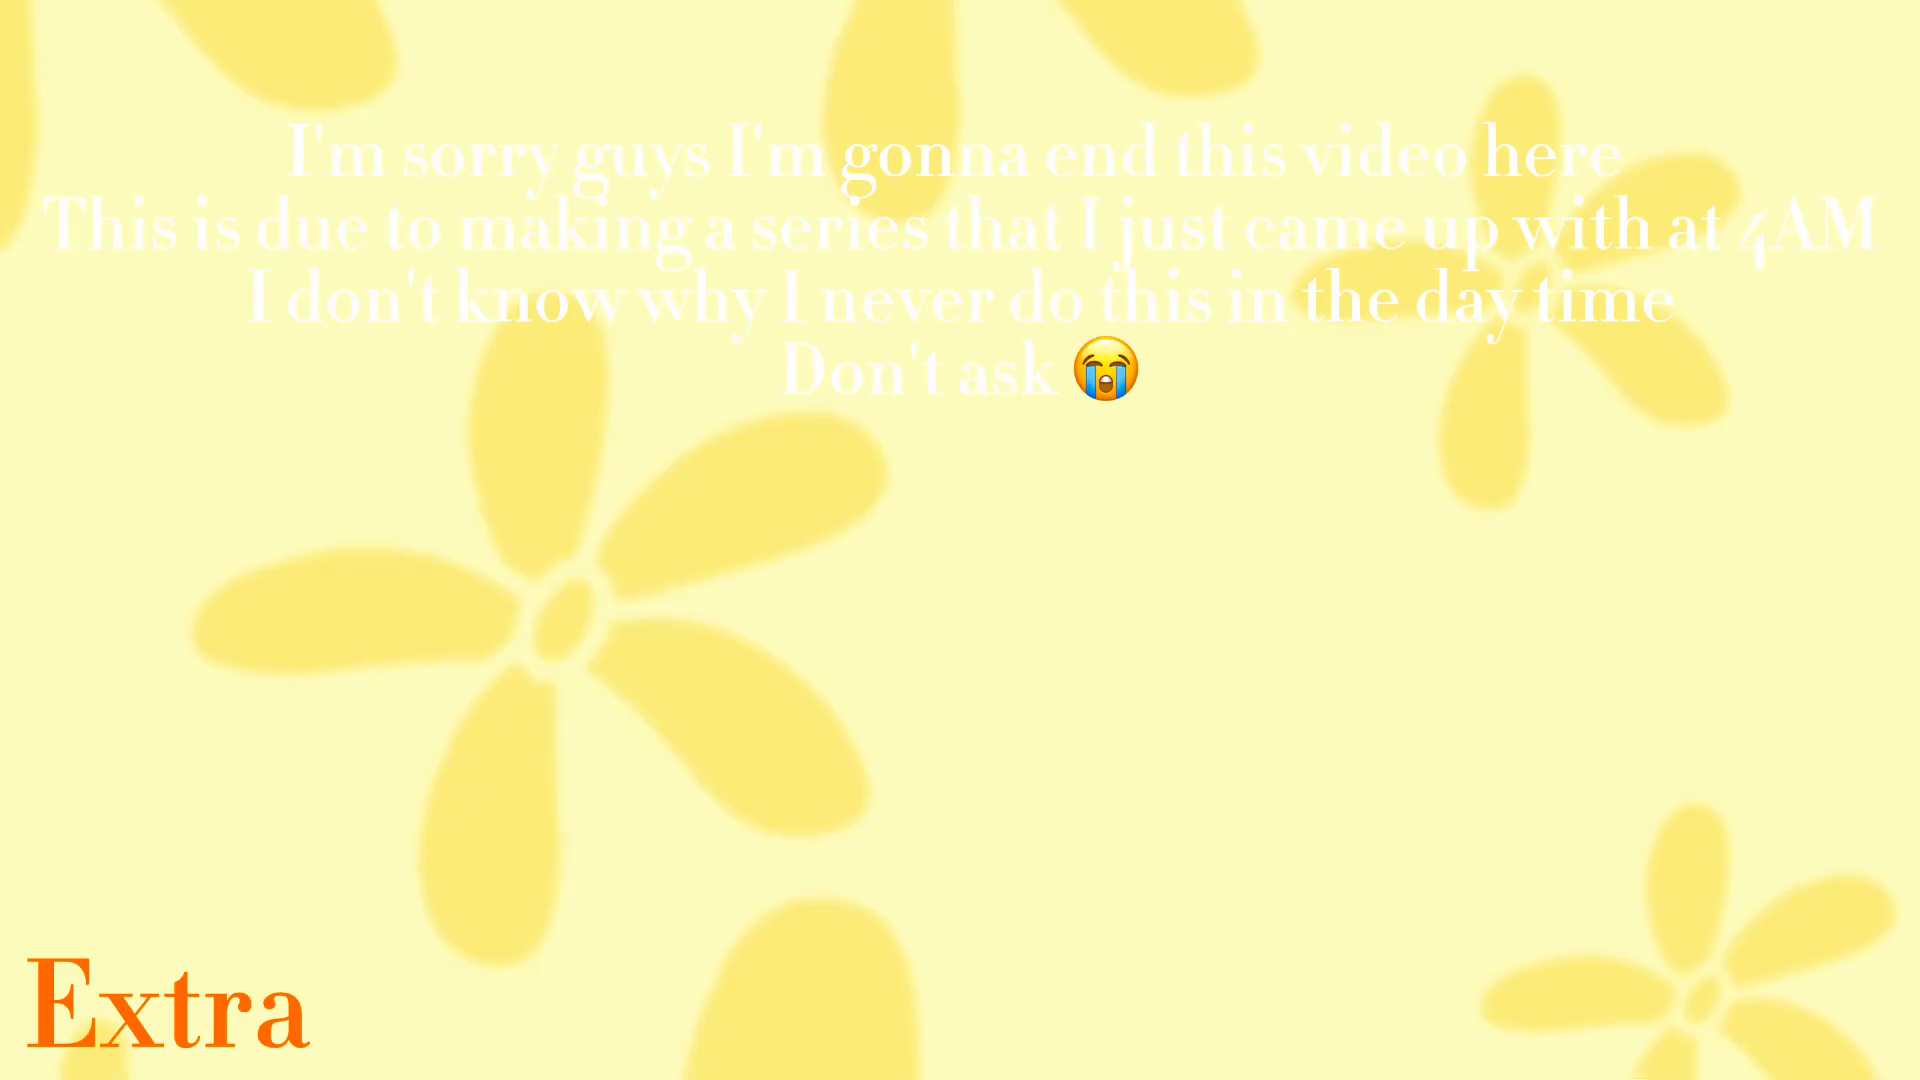 I'm sorry guys I'm gonna end this video here
This is due to making a series that I just came up with at 4AM
I don't know why I never do this in the day time
Don't ask 😭
Extra